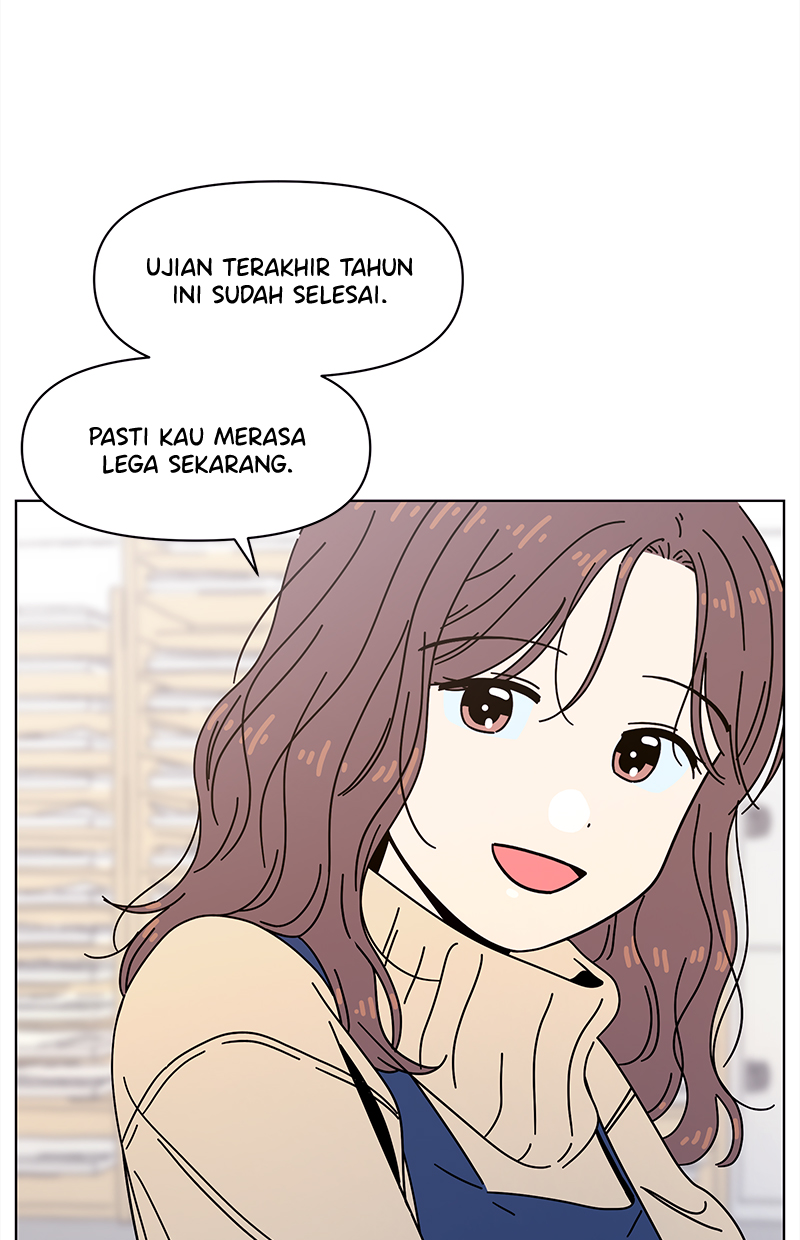 UJIAN TERAKHIR TAHUN
INI SUDAH SELESAI.
PASTI KAU MERASA
LEGA SEKARANG.